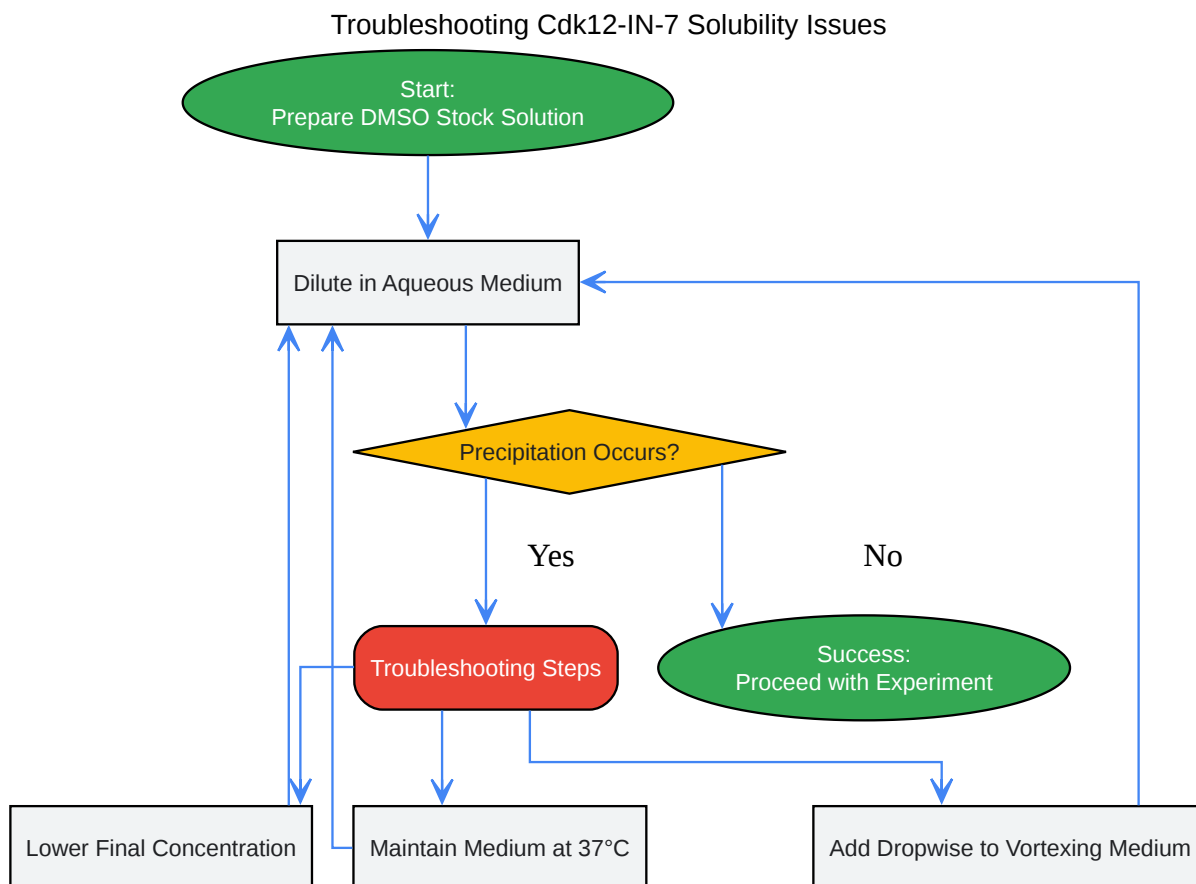 Troubleshooting Cdk12-IN-7 Solubility Issues
Start:
Prepare DMSO Stock Solution
Dilute in Aqueous Medium
Precipitation Occurs?
Yes
No
Troubleshooting Steps
Success:
Proceed with Experiment
Lower Final Concentration
Maintain Medium at 37°C
Add Dropwise to Vortexing Medium